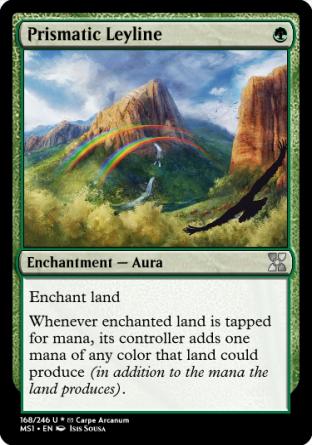 Prismatic Leyline
Enchantment — Aura
Enchant land
Whenever enchanted land is tapped
for mana, its controller adds one
mana of any color that land could
produce (in addition to the mana the
land produces).
168/246 U * Carpe Arcanum
MS1 • EN Isis Sousa